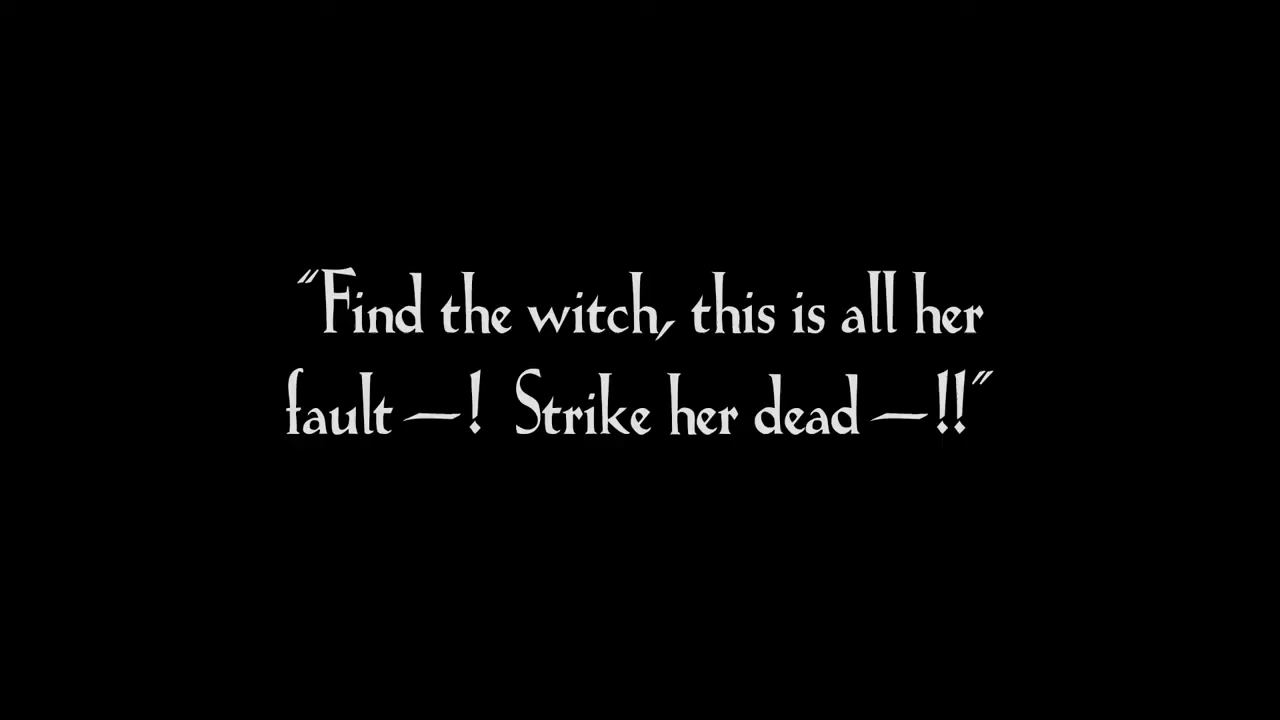 "Find the witch, this is all her
fault —! Strike her dead —!!"